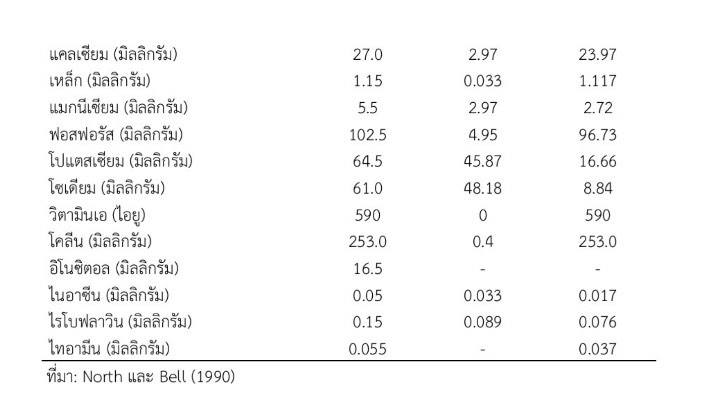 แคลเซียม (มิลลิกรัม) 27.0 2.97 23.97
เหล็ก (มิลลิกรัม) 1.15 0.033 1.117
แมกนีเซียม (มิลลิกรัม) 5.5 2.97 2.72
ฟอสฟอรัส (มิลลิกรัม) 102.5 4.95 96.73
โปแตสเซียม (มิลลิกรัม) 64.5 45.87 16.66
โซเดียม (มิลลิกรัม) 61.0 48.18 8.84
วิตามินเอ (ไอยู) 590 0 590
โคลีน (มิลลิกรัม) 253.0 0.4 253.0
อิโนซิตอล (มิลลิกรัม) 16.5 - -
ไนอาซีน (มิลลิกรัม) 0.05 0.033 0.017
ไรโบฟลาวิน (มิลลิกรัม) 0.15 0.089 0.076
ไทอามีน (มิลลิกรัม) 0.055 - 0.037
ที่มา: North และ Bell (1990)